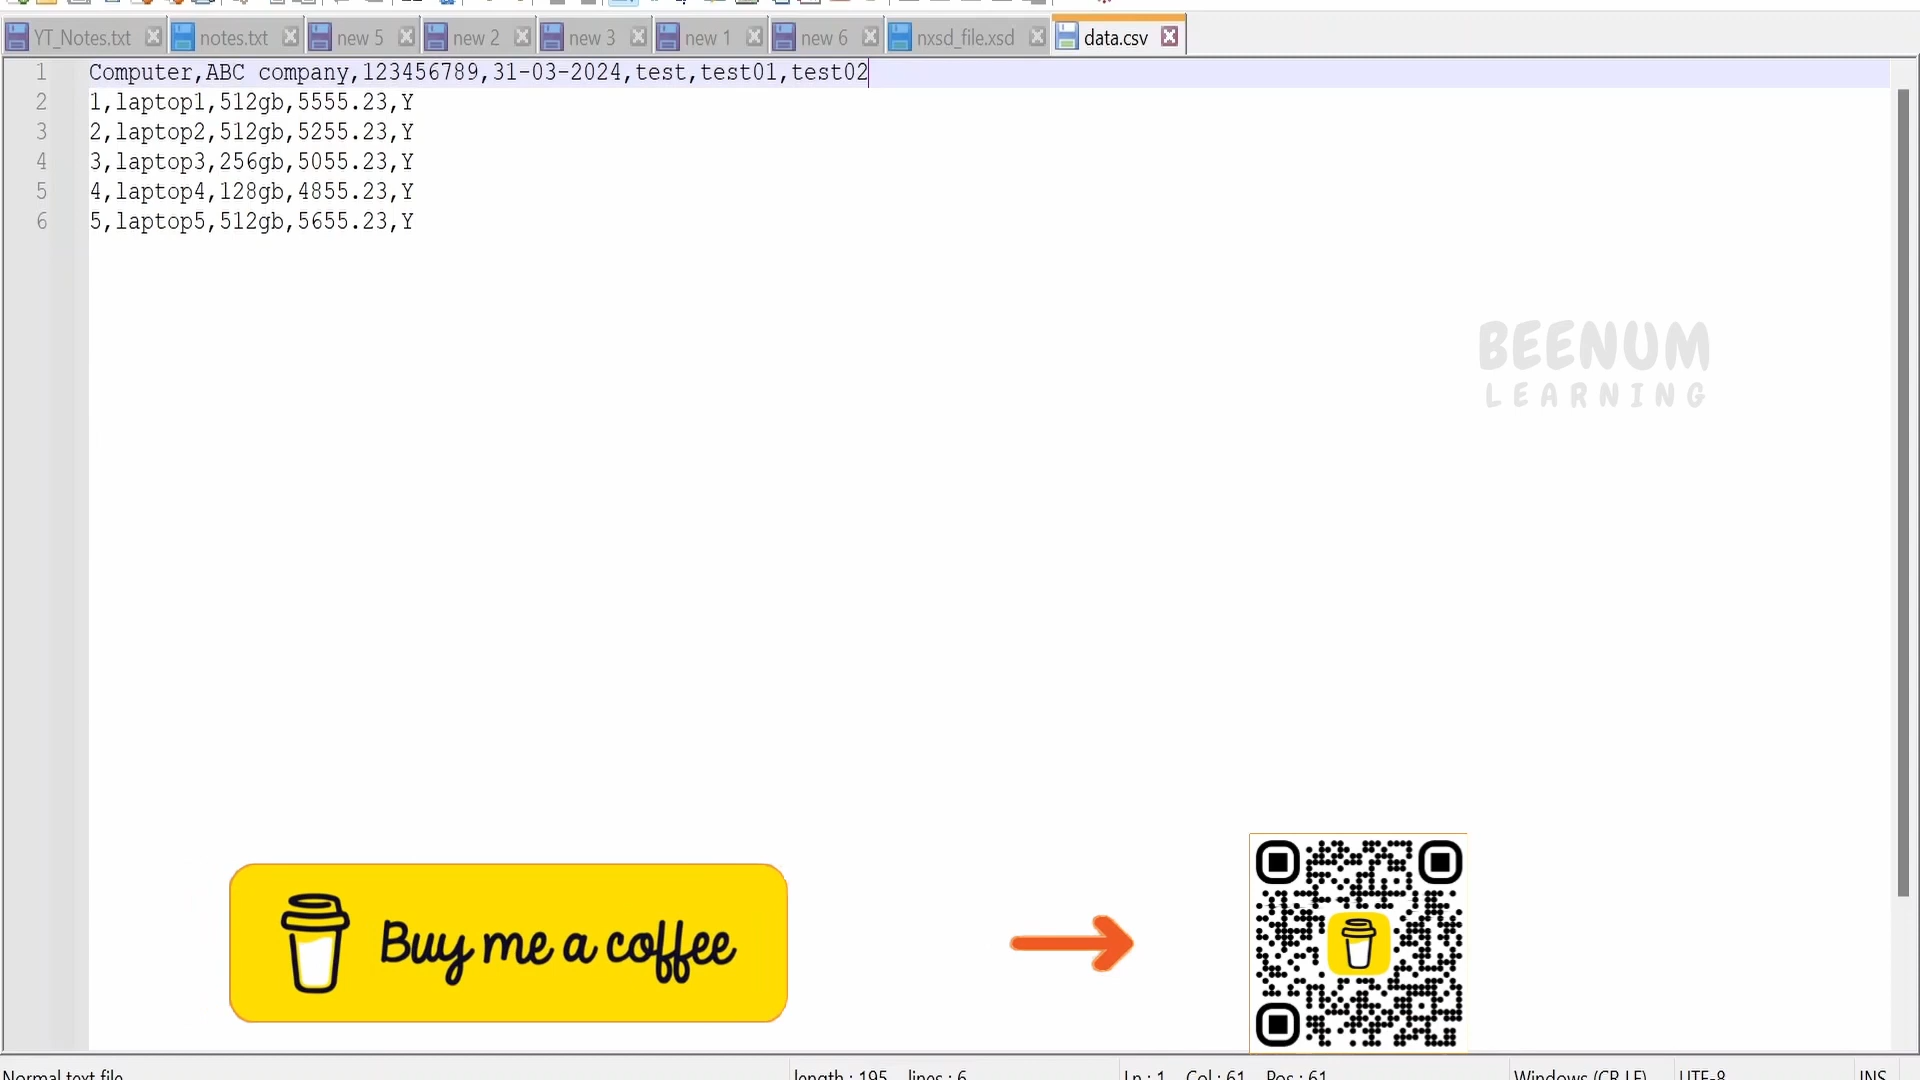 YT_Notes.txt notes.txt new 5 new 2 new 3 new 1 new 6 nxsd_file.xsd data.csv
1 Computer,ABC company,123456789,31-03-2024,test,test01,test02
2 1,laptop1,512gb,5555.23,Y
3 2,laptop2,512gb,5255.23,Y
4 3,laptop3,256gb,5055.23,Y
5 4,laptop4,128gb,4855.23,Y
6 5,laptop5,512gb,5655.23,Y
BEENUM
LEARNING
Buy me a coffee
Normal text file length : 195 lines : 6 Ln : 1 Col : 61 Pos : 61 Windows (CR LF) UTF-8 INS